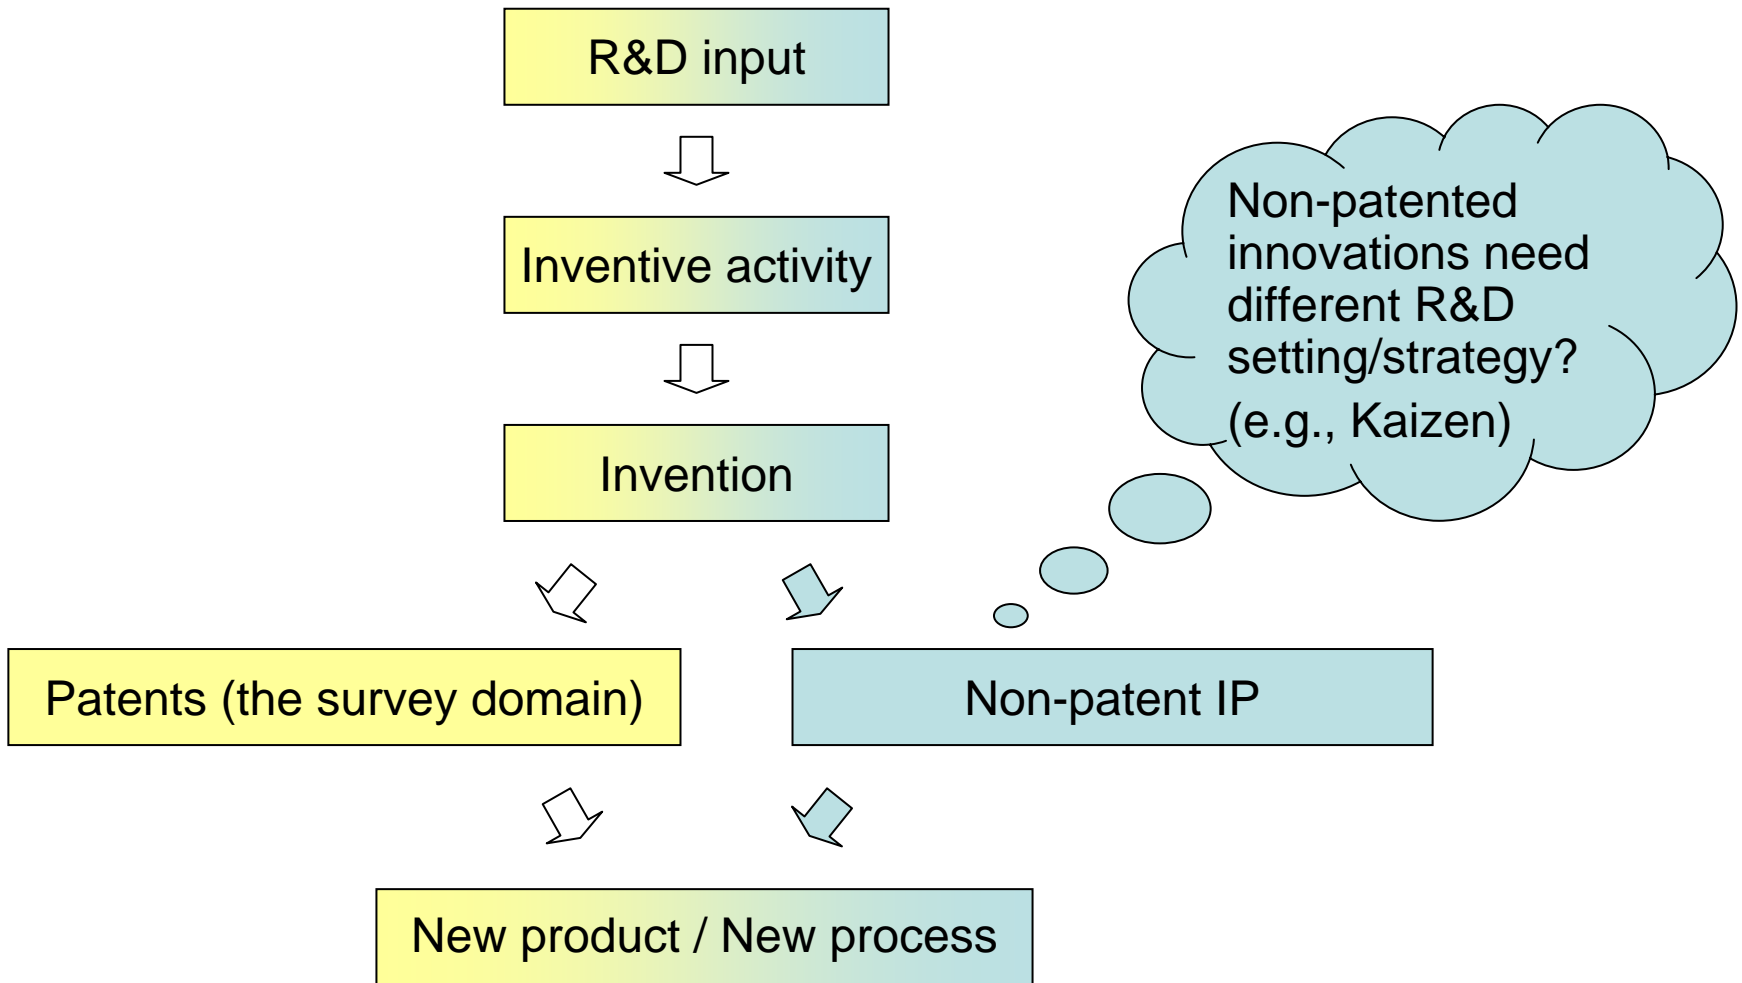 R&D input
Inventive activity
Invention
Non-patented
innovations need
different R&D
setting/strategy?
(e.g., Kaizen)
Patents (the survey domain)
Non-patent IP
New product / New process